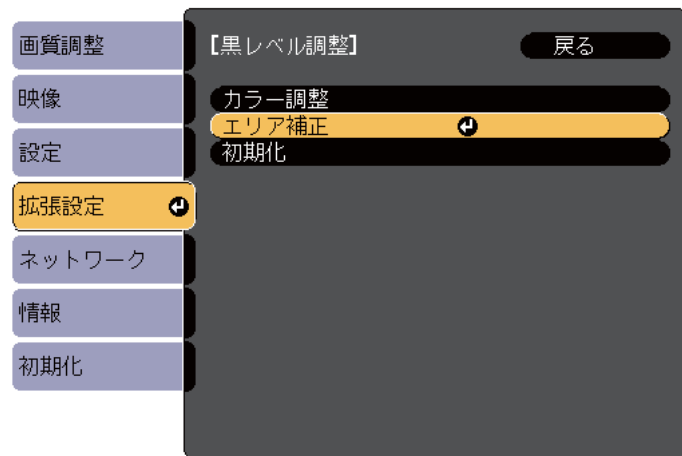 画質調整
映像
設定
拡張設定
ネットワーク
情報
初期化
【黒レベル調整】
戻る
カラー調整
エリア補正
初期化